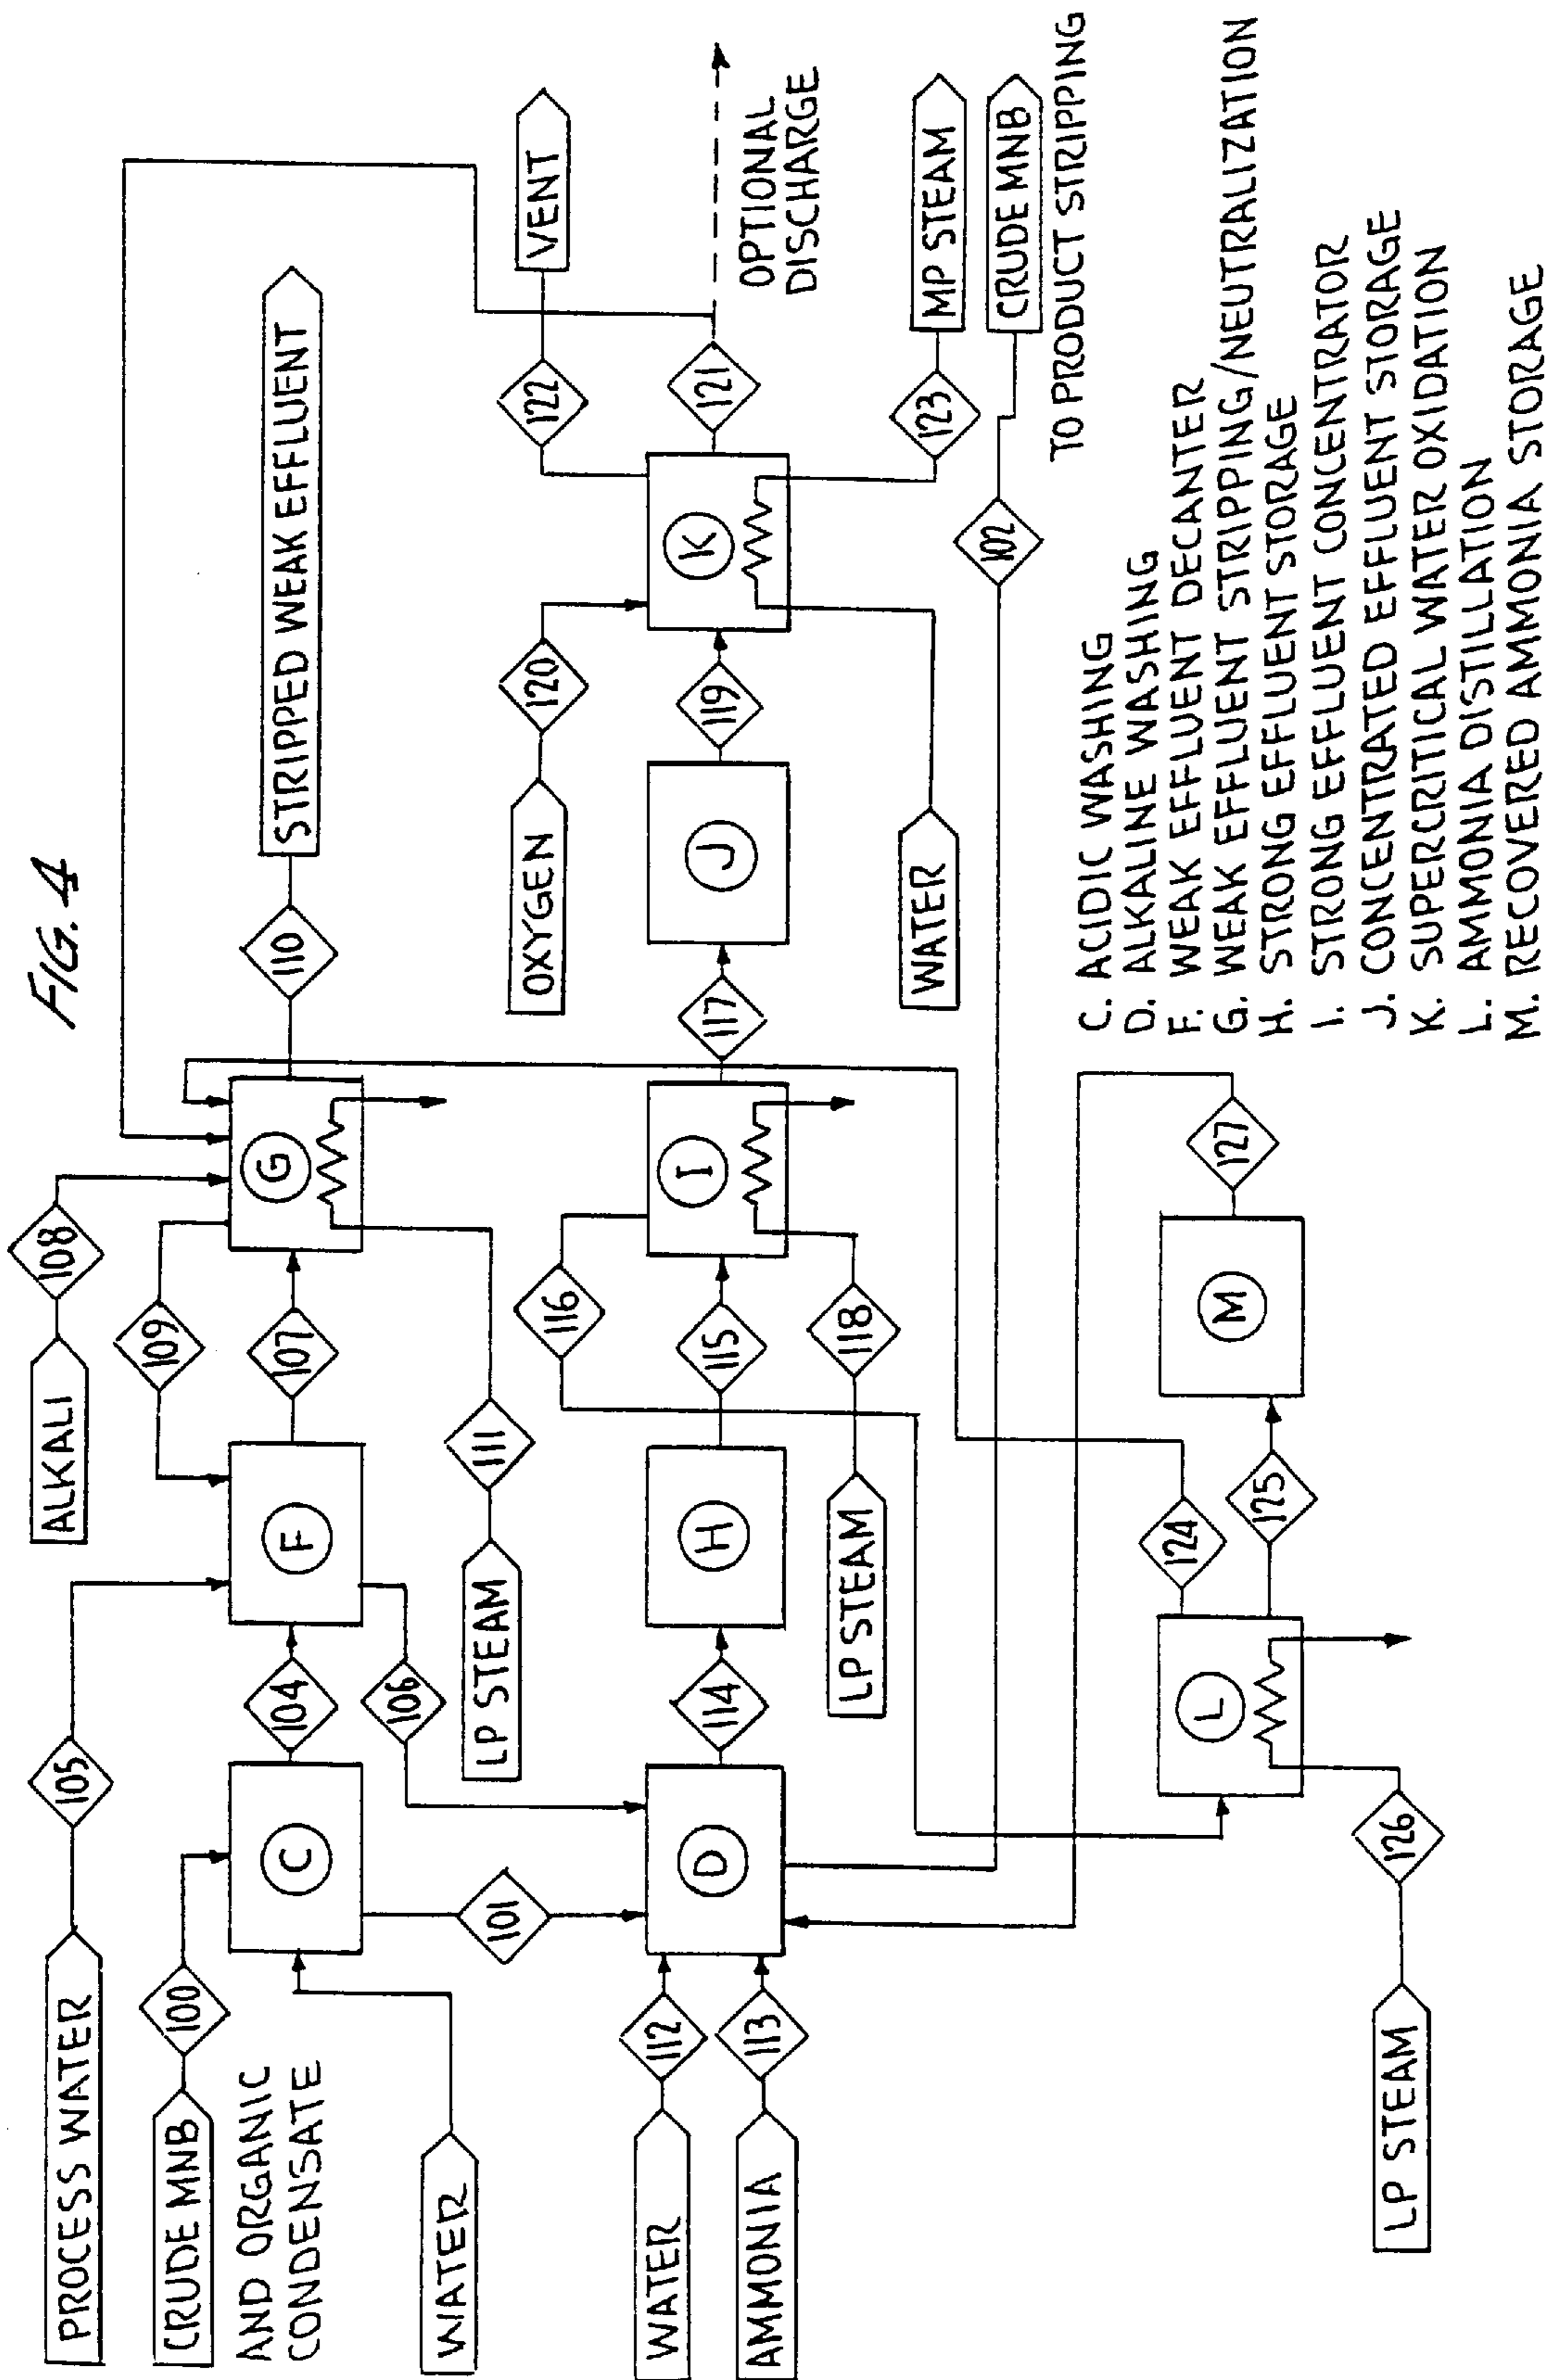 FIG. 4
PROCESS WATER
105
ALKALI
108
CRUDE MNB
AND ORGANIC
CONDENSATE
100
109
WATER
C
104
F
107
G
110
STRIPPED WEAK EFFLUENT
101
106
LP STEAM
111
WATER
112
AMMONIA
113
D
114
H
115
I
116
117
J
119
K
OXYGEN
120
122
VENT
121
OPTIONAL
DISCHARGE
LP STEAM
118
WATER
123
MP STEAM
102
CRUDE MNB
TO PRODUCT STRIPPING
LP STEAM
126
L
124
125
M
127
C. ACIDIC WASHING
D. ALKALINE WASHING
F. WEAK EFFLUENT DECANTER
G. WEAK EFFLUENT STRIPPING/NEUTRALIZATION
H. STRONG EFFLUENT STORAGE
I. STRONG EFFLUENT CONCENTRATOR
J. CONCENTRATED EFFLUENT STORAGE
K. SUPERCRITICAL WATER OXIDATION
L. AMMONIA DISTILLATION
M. RECOVERED AMMONIA STORAGE